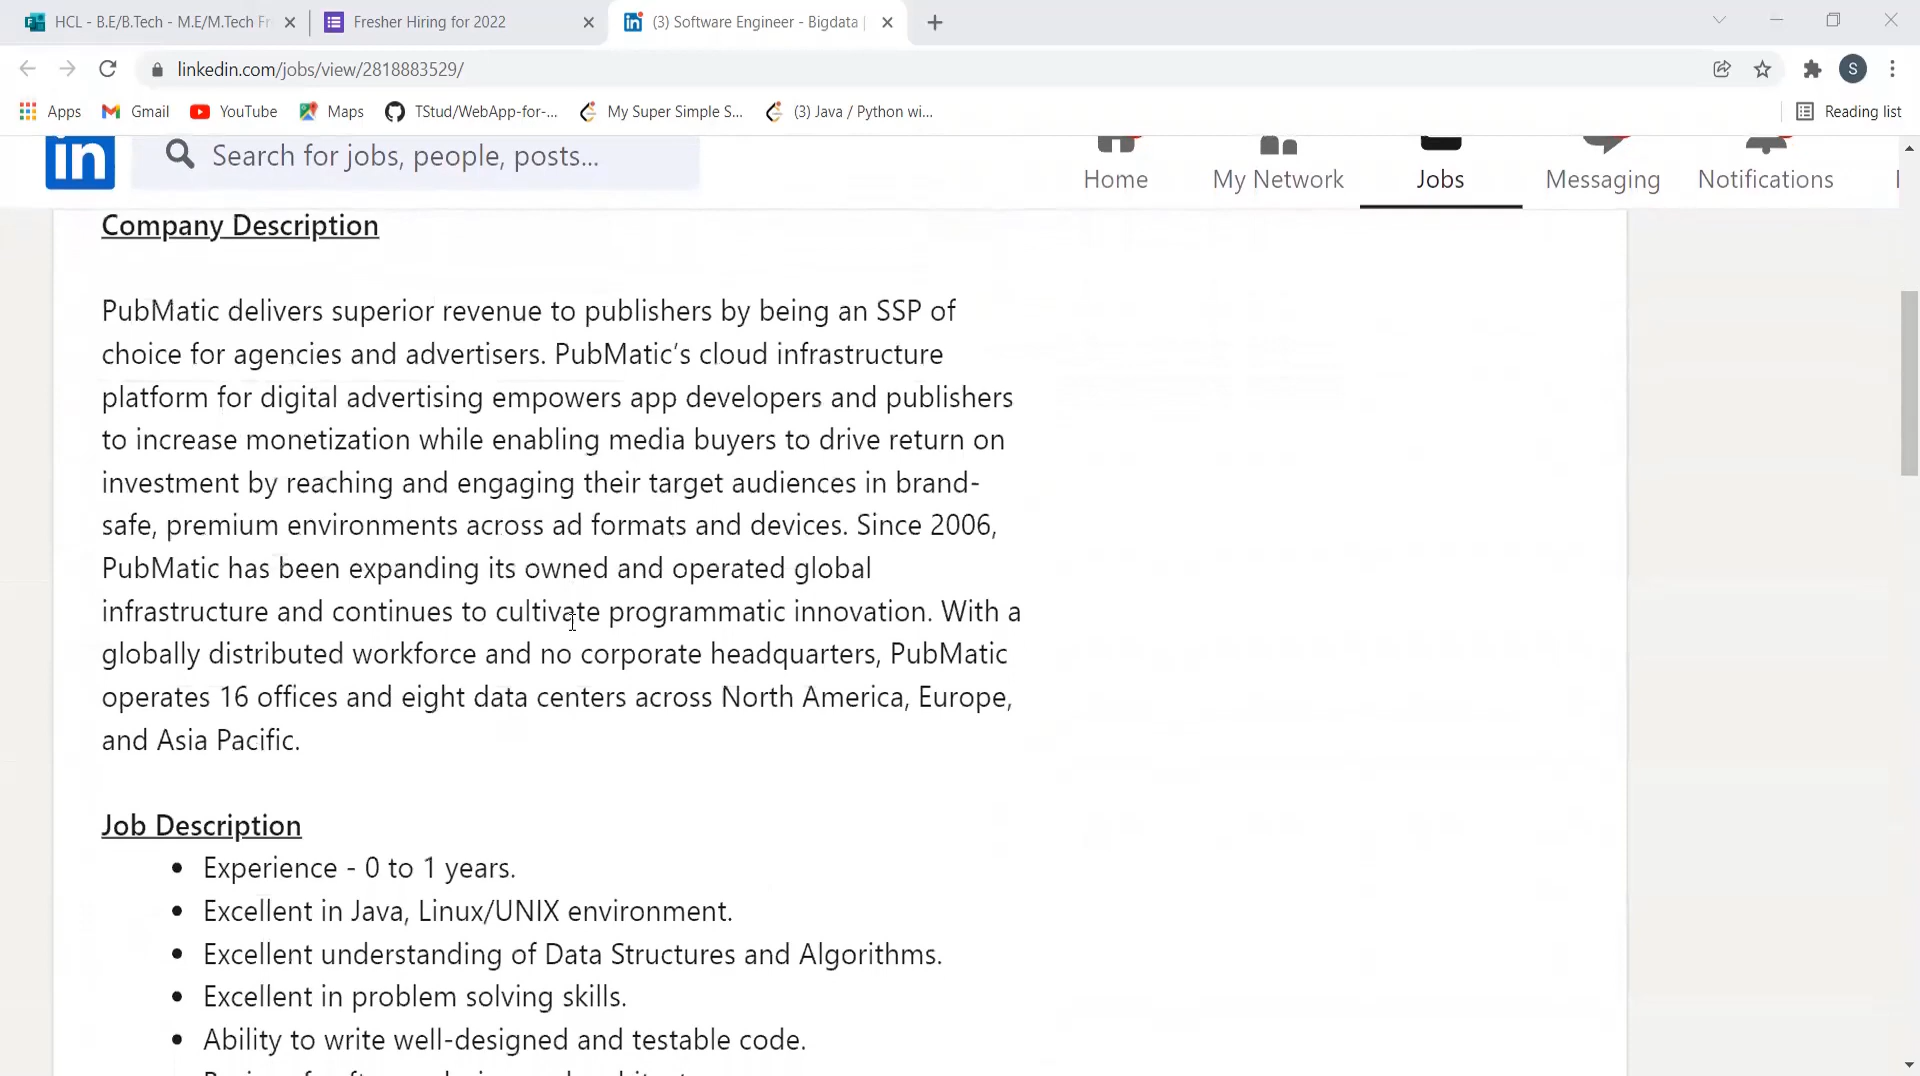 HCL - B.E/B.Tech - M.E/M.Tech Fr
Fresher Hiring for 2022
(3) Software Engineer - Bigdata |
linkedin.com/jobs/view/2818883529/
S
Apps
Gmail
YouTube
Maps
TStud/WebApp-for-...
My Super Simple S...
(3) Java / Python wi...
Reading list
in
Search for jobs, people, posts...
Home
My Network
Jobs
Messaging
Notifications
Company Description
PubMatic delivers superior revenue to publishers by being an SSP of
choice for agencies and advertisers. PubMatic’s cloud infrastructure
platform for digital advertising empowers app developers and publishers
to increase monetization while enabling media buyers to drive return on
investment by reaching and engaging their target audiences in brand-
safe, premium environments across ad formats and devices. Since 2006,
PubMatic has been expanding its owned and operated global
infrastructure and continues to cultivate programmatic innovation. With a
globally distributed workforce and no corporate headquarters, PubMatic
operates 16 offices and eight data centers across North America, Europe,
and Asia Pacific.
Job Description
• Experience - 0 to 1 years.
• Excellent in Java, Linux/UNIX environment.
• Excellent understanding of Data Structures and Algorithms.
• Excellent in problem solving skills.
• Ability to write well-designed and testable code.